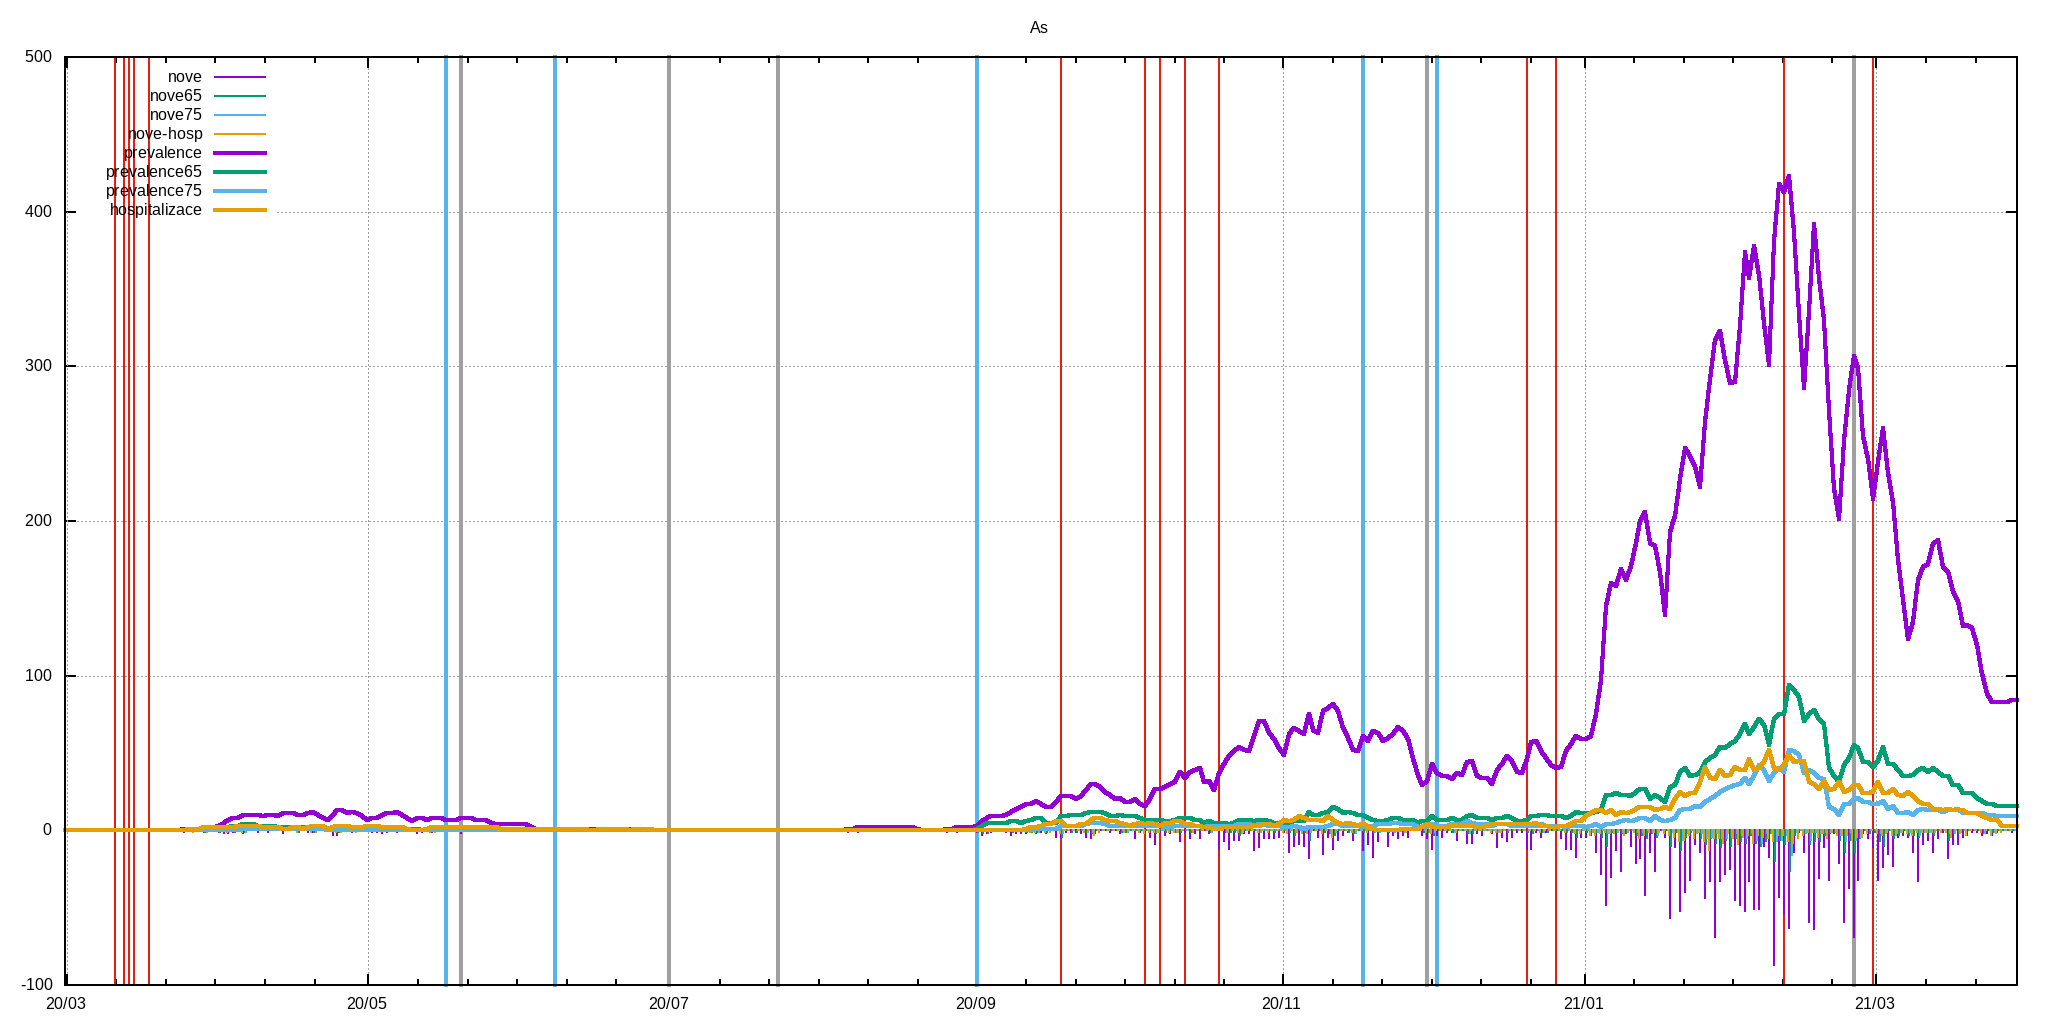 As
500
nove
nove65
nove75
nove-hosp
prevalence
prevalence65
prevalence75
hospitalizace
400
300
200
100
0
-100
20/03 20/05 20/07 20/09 20/11 21/01 21/03